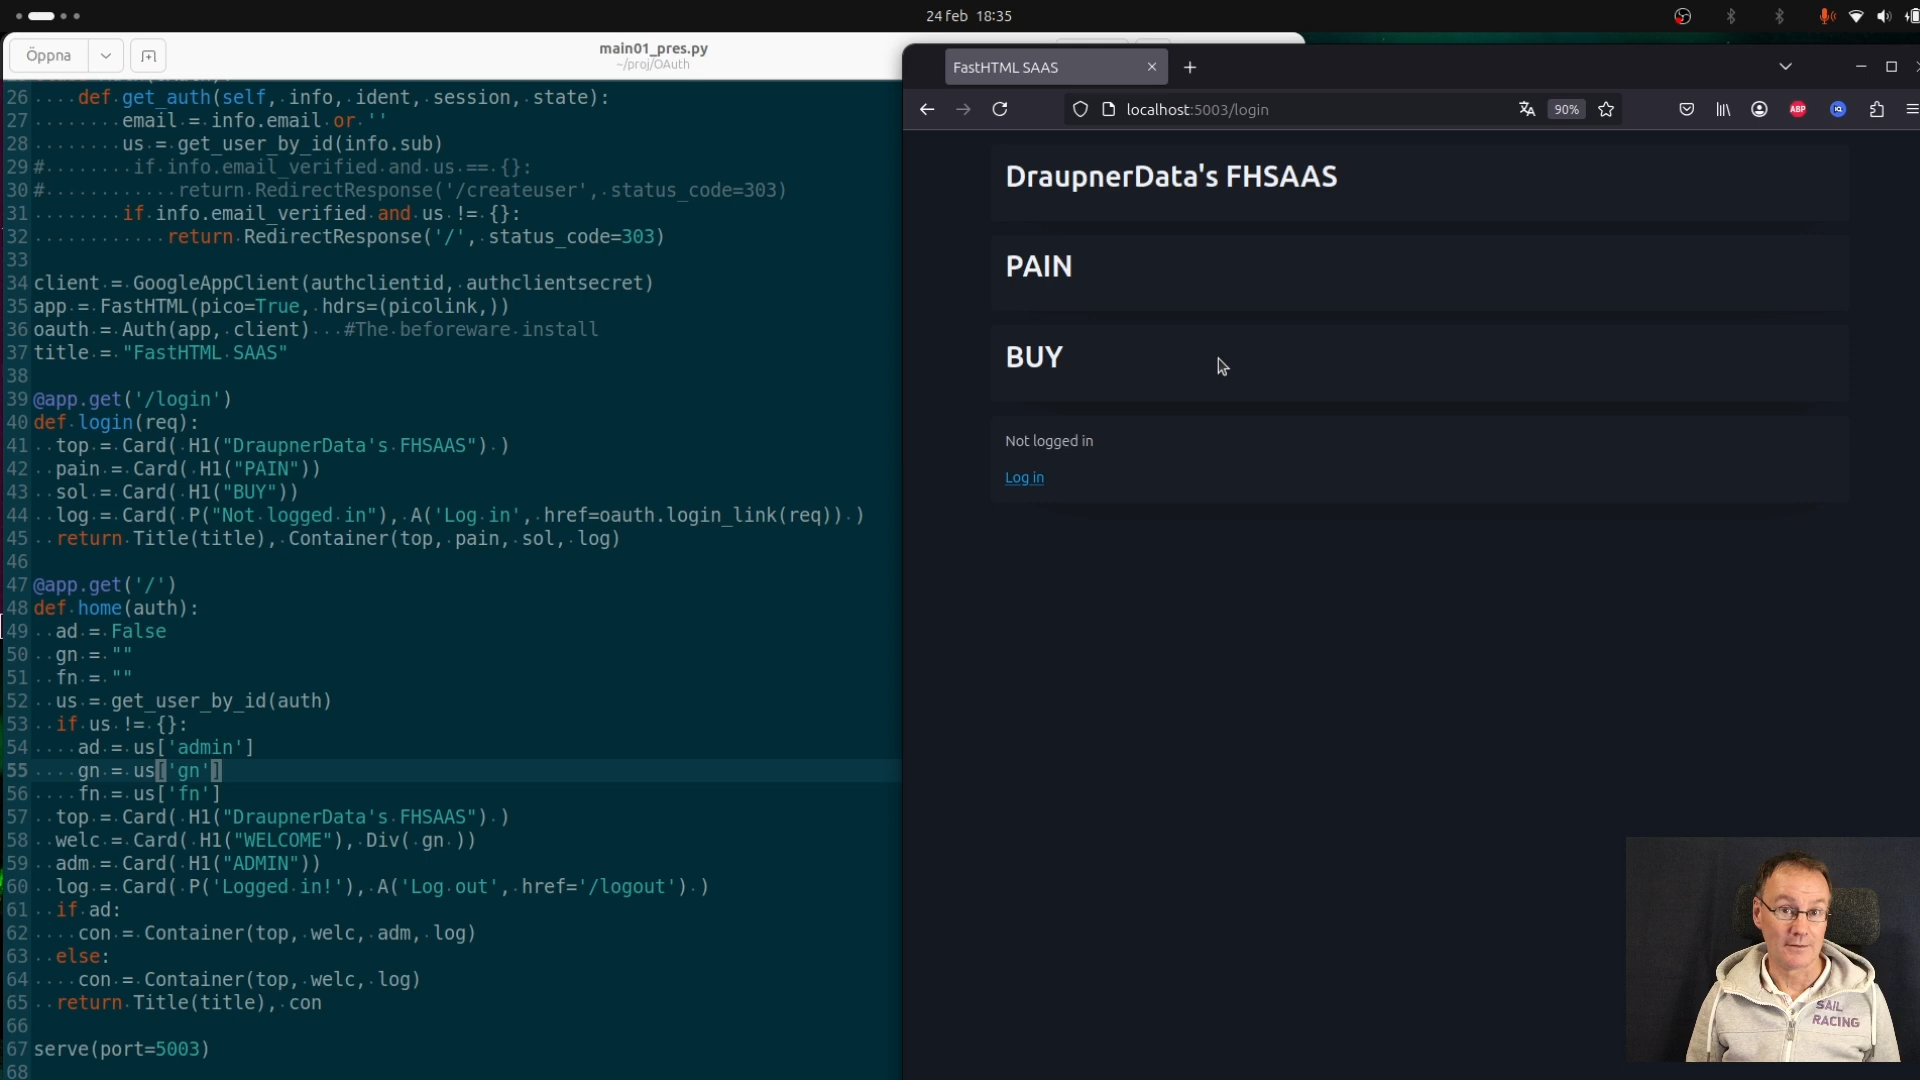 24 feb 18:35
Öppna
main01_pres.py
~/proj/OAuth
26 ....def get_auth(self, info, ident, session, state):
27 ........email = info.email or ''
28 ........us = get_user_by_id(info.sub)
29 #........if info.email_verified and us == {}:
30 #............return RedirectResponse('/createuser', status_code=303)
31 ........if info.email_verified and us != {}:
32 ............return RedirectResponse('/', status_code=303)
33
34 client = GoogleAppClient(authclientid, authclientsecret)
35 app = FastHTML(pico=True, hdrs=(picolink,))
36 oauth = Auth(app, client)...#The beforeware install
37 title = "FastHTML SAAS"
38
39 @app.get('/login')
40 def login(req):
41 ..top = Card( H1("DraupnerData's FHSAAS") )
42 ..pain = Card( H1("PAIN"))
43 ..sol = Card( H1("BUY"))
44 ..log = Card( P("Not logged in"), A('Log in', href=oauth.login_link(req)) )
45 ..return Title(title), Container(top, pain, sol, log)
46
47 @app.get('/')
48 def home(auth):
49 ..ad = False
50 ..gn = ""
51 ..fn = ""
52 ..us = get_user_by_id(auth)
53 ..if us != {}:
54 ....ad = us['admin']
55 ....gn = us['gn']
56 ....fn = us['fn']
57 ..top = Card( H1("DraupnerData's FHSAAS") )
58 ..welc = Card( H1("WELCOME"), Div( gn ))
59 ..adm = Card( H1("ADMIN"))
60 ..log = Card( P('Logged in!'), A('Log out', href='/logout') )
61 ..if ad:
62 ....con = Container(top, welc, adm, log)
63 ..else:
64 ....con = Container(top, welc, log)
65 ..return Title(title), con
66
67 serve(port=5003)
68
FastHTML SAAS
localhost:5003/login
90%
ABP
DraupnerData's FHSAAS
PAIN
BUY
Not logged in
Log in
SAIL
RACING